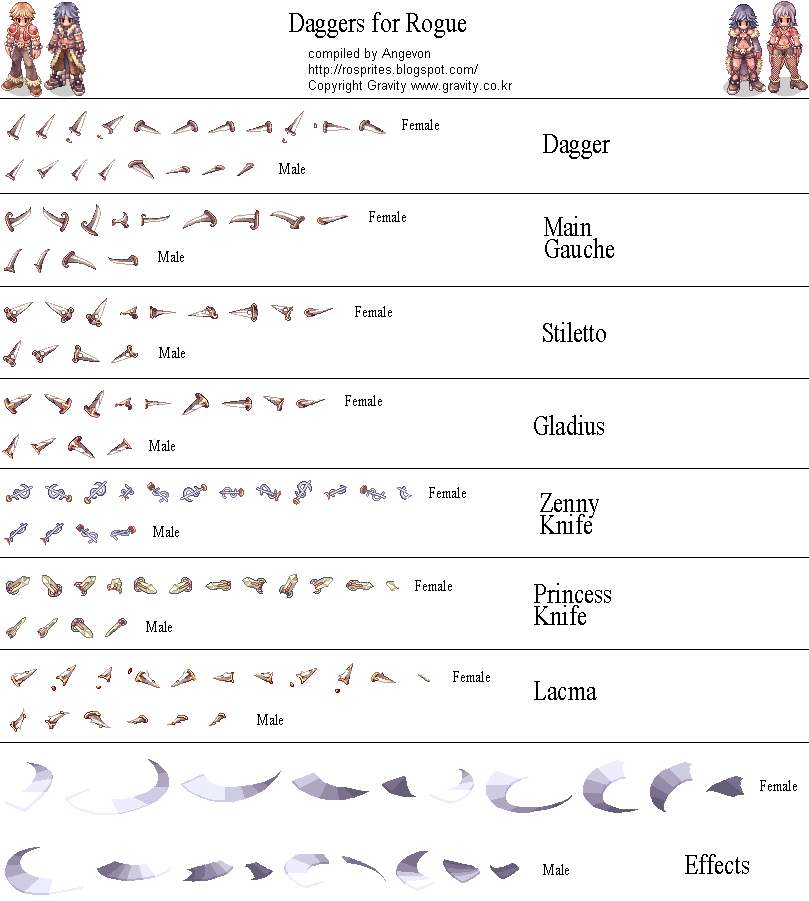 Daggers for Rogue
compiled by Angevon
http://rosprites.blogspot.com/
Copyright Gravity www.gravity.co.kr
Female
Dagger
Male
Female
Main
Gauche
Male
Female
Stiletto
Male
Female
Gladius
Male
Female
Zenny
Knife
Male
Female
Princess
Knife
Male
Female
Lacma
Male
Female
Effects
Male